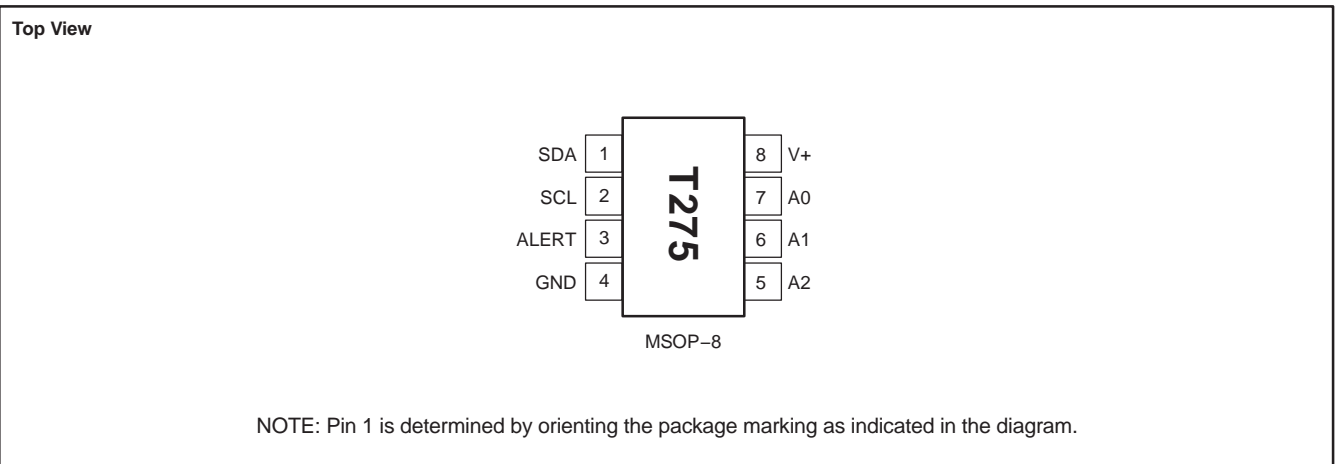 Top View
SDA 1 8 V+
SCL 2 7 A0
ALERT 3 6 A1
GND 4 5 A2
T275
MSOP−8
NOTE: Pin 1 is determined by orienting the package marking as indicated in the diagram.